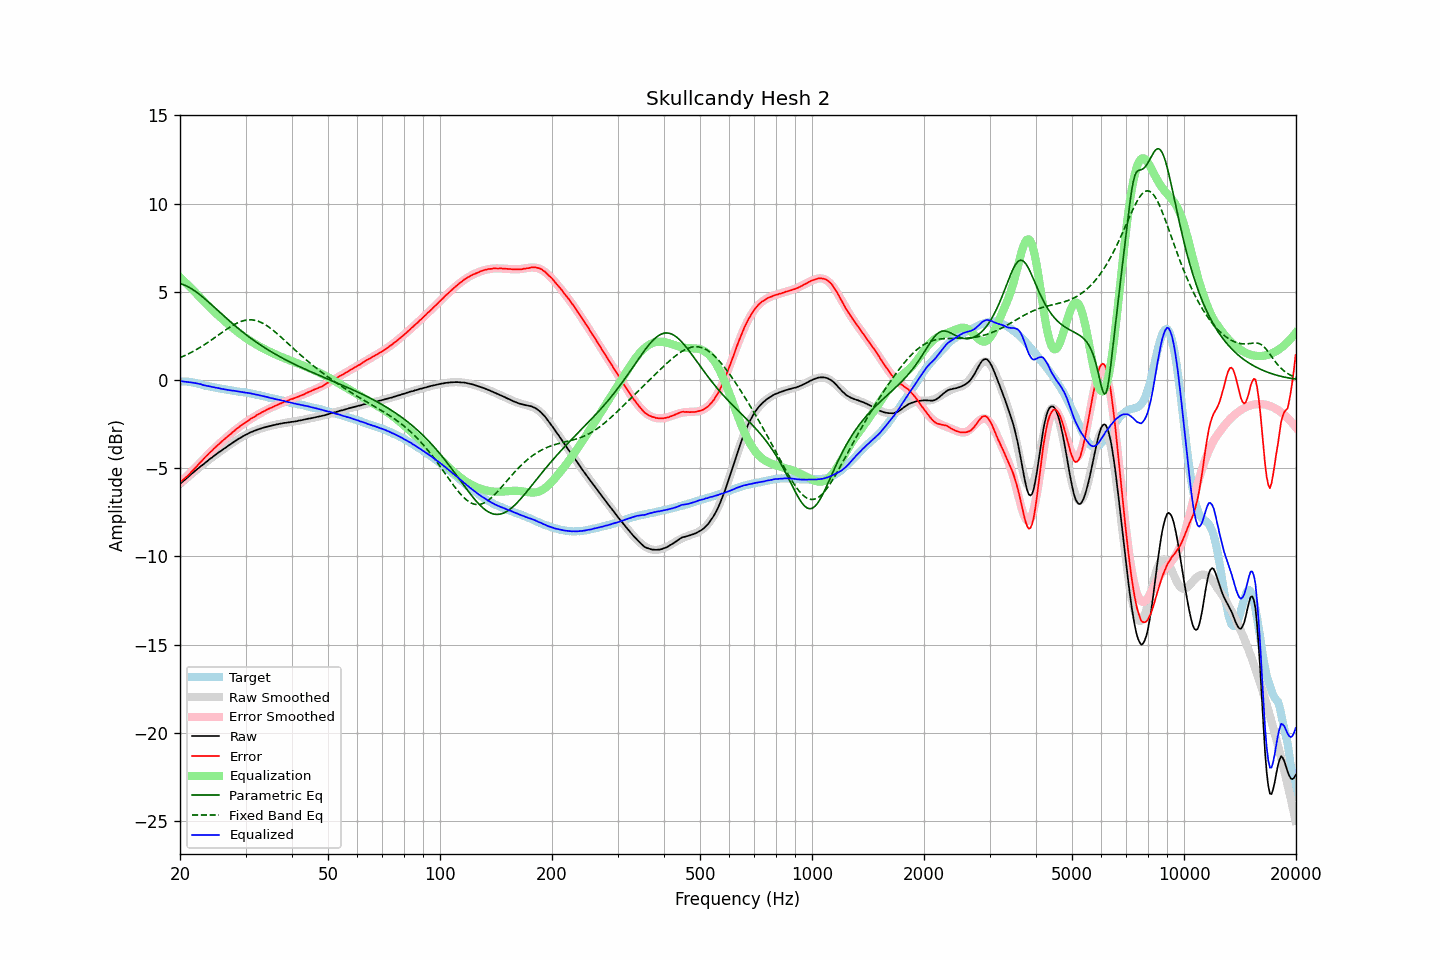 Skullcandy Hesh 2
Amplitude (dBr)
15
10
5
0
−5
−10
−15
−20
−25
Target
Raw Smoothed
Error Smoothed
Raw
Error
Equalization
Parametric Eq
Fixed Band Eq
Equalized
20
50
100
200
500
1000
2000
5000
10000
20000
Frequency (Hz)